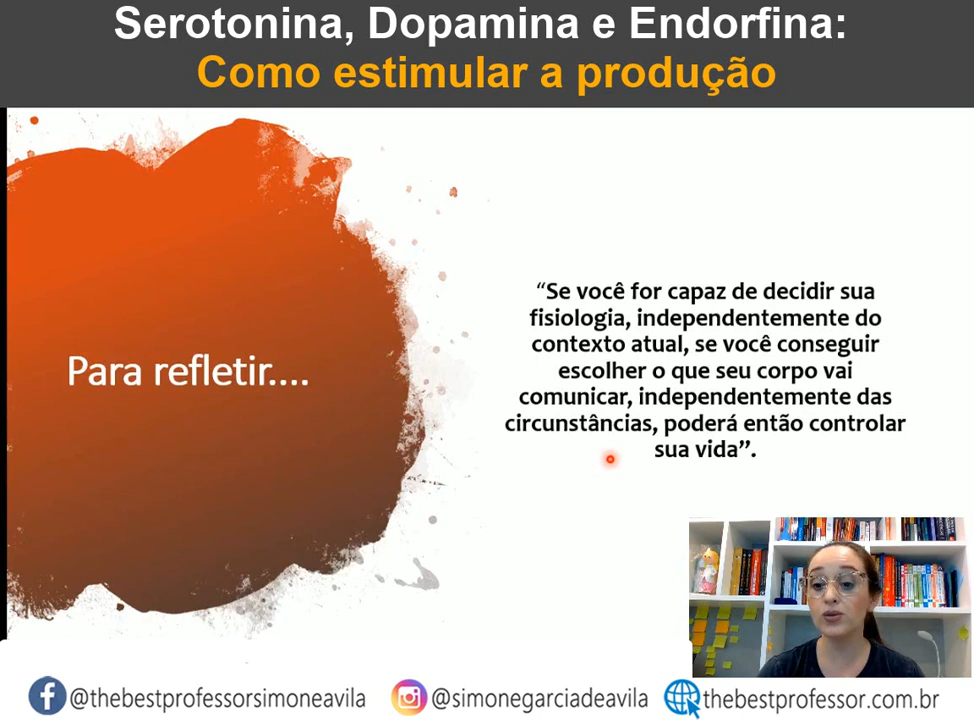 Serotonina, Dopamina e Endorfina:
Como estimular a produção
Para refletir....
“Se você for capaz de decidir sua
fisiologia, independentemente do
contexto atual, se você conseguir
escolher o que seu corpo vai
comunicar, independentemente das
circunstâncias, poderá então controlar
sua vida”.
@thebestprofessorsimoneavila
@simonegarciadeavila
thebestprofessor.com.br